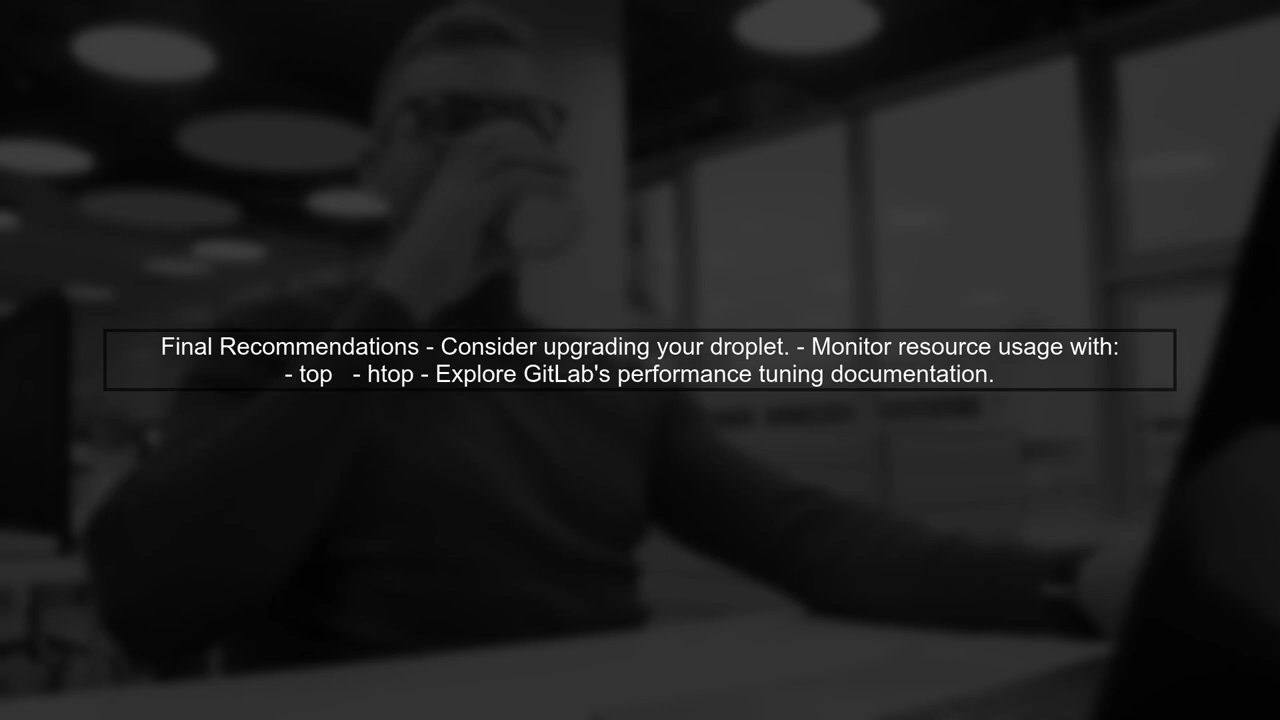 Final Recommendations - Consider upgrading your droplet. - Monitor resource usage with:
- top   - htop - Explore GitLab's performance tuning documentation.